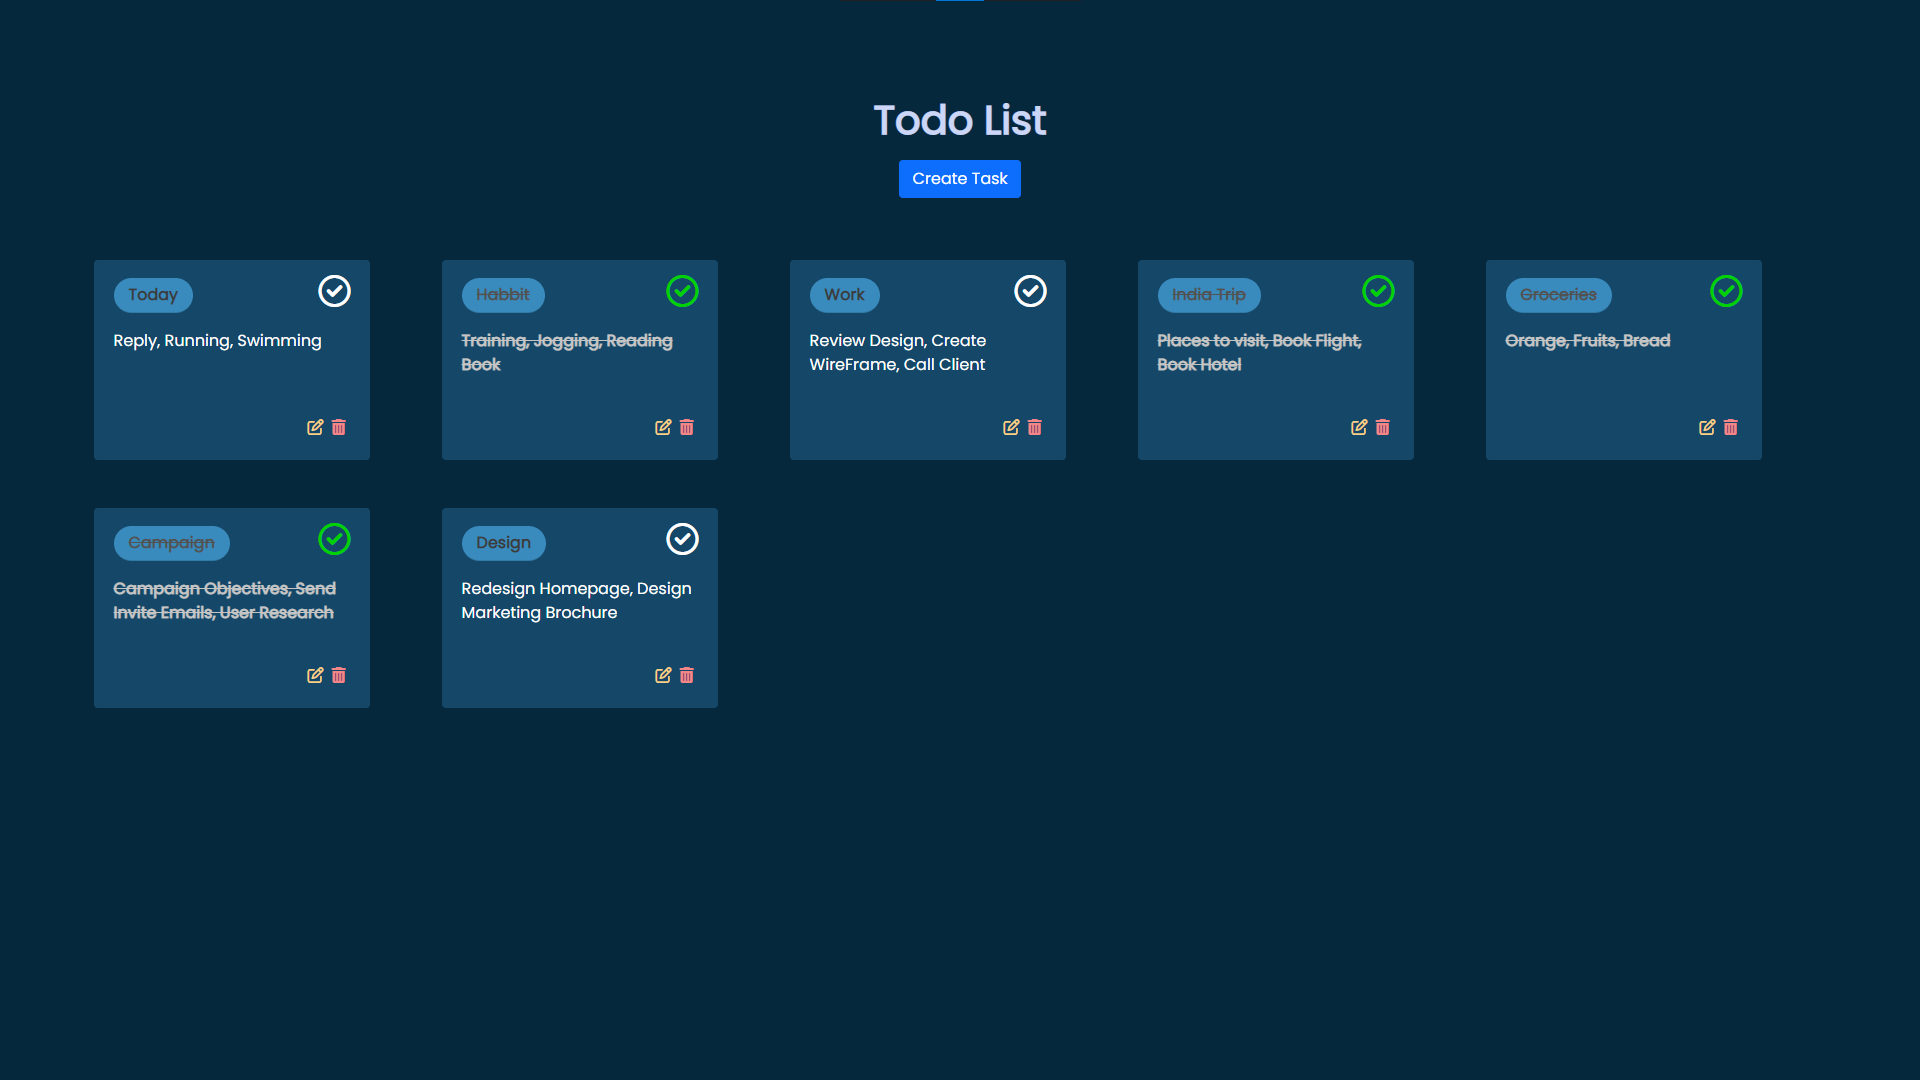 Todo List
Create Task
Today
Reply, Running, Swimming
Habbit
Training, Jogging, Reading
Book
Work
Review Design, Create
WireFrame, Call Client
India Trip
Places to visit, Book Flight,
Book Hotel
Groceries
Orange, Fruits, Bread
Campaign
Campaign Objectives, Send
Invite Emails, User Research
Design
Redesign Homepage, Design
Marketing Brochure